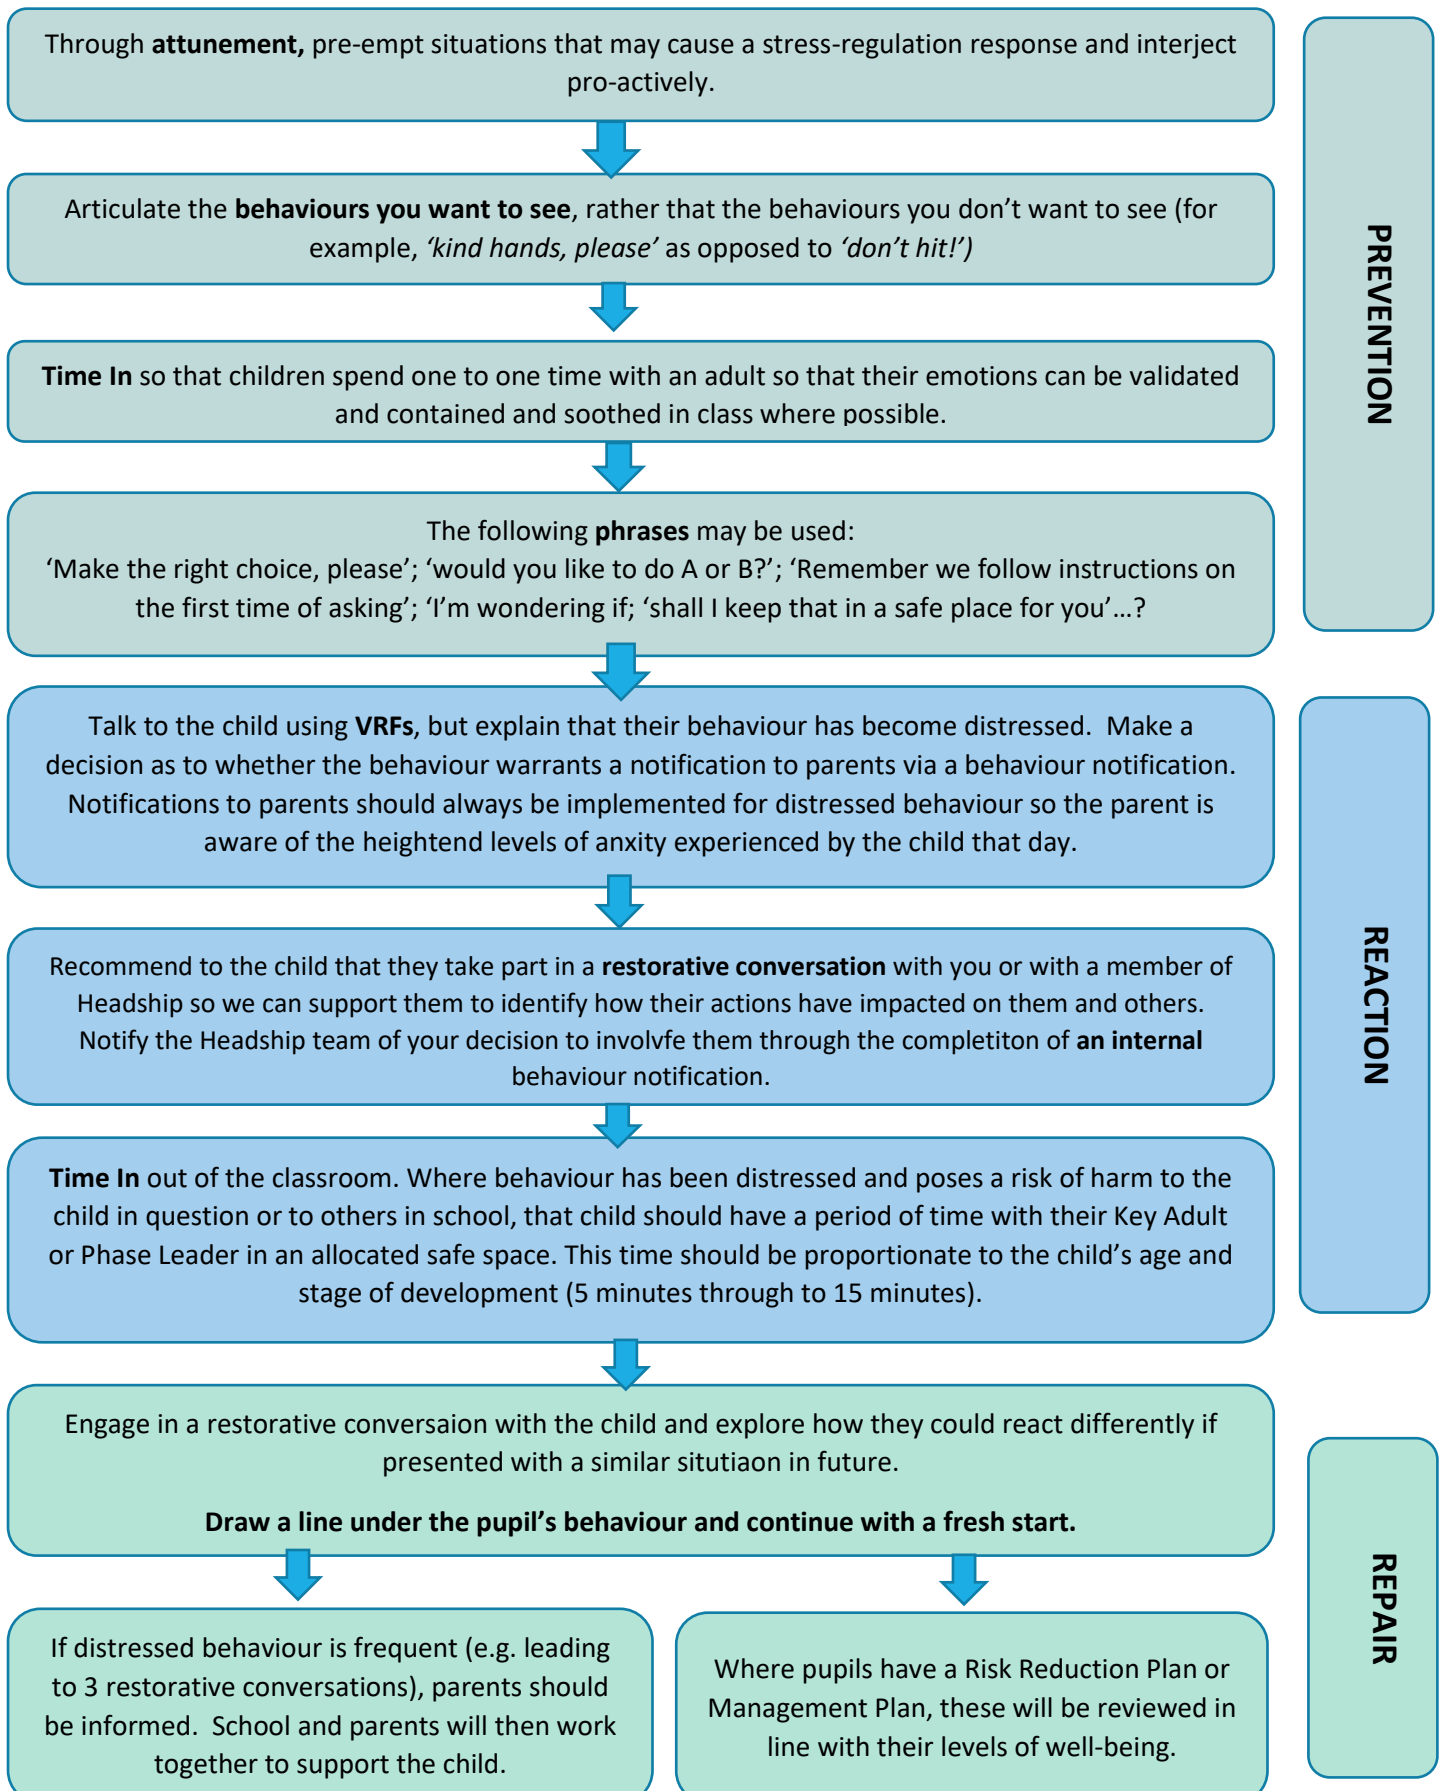 Through attunement, pre-empt situations that may cause a stress-regulation response and interject
pro-actively.
Articulate the behaviours you want to see, rather that the behaviours you don’t want to see (for
example, ‘kind hands, please’ as opposed to ‘don’t hit!’)
Time In so that children spend one to one time with an adult so that their emotions can be validated
and contained and soothed in class where possible.
The following phrases may be used:
‘Make the right choice, please’; ‘would you like to do A or B?’; ‘Remember we follow instructions on
the first time of asking’; ‘I’m wondering if; ‘shall I keep that in a safe place for you’…?
PREVENTION
Talk to the child using VRFs, but explain that their behaviour has become distressed. Make a
decision as to whether the behaviour warrants a notification to parents via a behaviour notification.
Notifications to parents should always be implemented for distressed behaviour so the parent is
aware of the heightend levels of anxity experienced by the child that day.
Recommend to the child that they take part in a restorative conversation with you or with a member of
Headship so we can support them to identify how their actions have impacted on them and others.
Notify the Headship team of your decision to involvfe them through the completiton of an internal
behaviour notification.
Time In out of the classroom. Where behaviour has been distressed and poses a risk of harm to the
child in question or to others in school, that child should have a period of time with their Key Adult
or Phase Leader in an allocated safe space. This time should be proportionate to the child’s age and
stage of development (5 minutes through to 15 minutes).
REACTION
Engage in a restorative conversaion with the child and explore how they could react differently if
presented with a similar situtiaon in future.
Draw a line under the pupil’s behaviour and continue with a fresh start.
If distressed behaviour is frequent (e.g. leading
to 3 restorative conversations), parents should
be informed. School and parents will then work
together to support the child.
Where pupils have a Risk Reduction Plan or
Management Plan, these will be reviewed in
line with their levels of well-being.
REPAIR